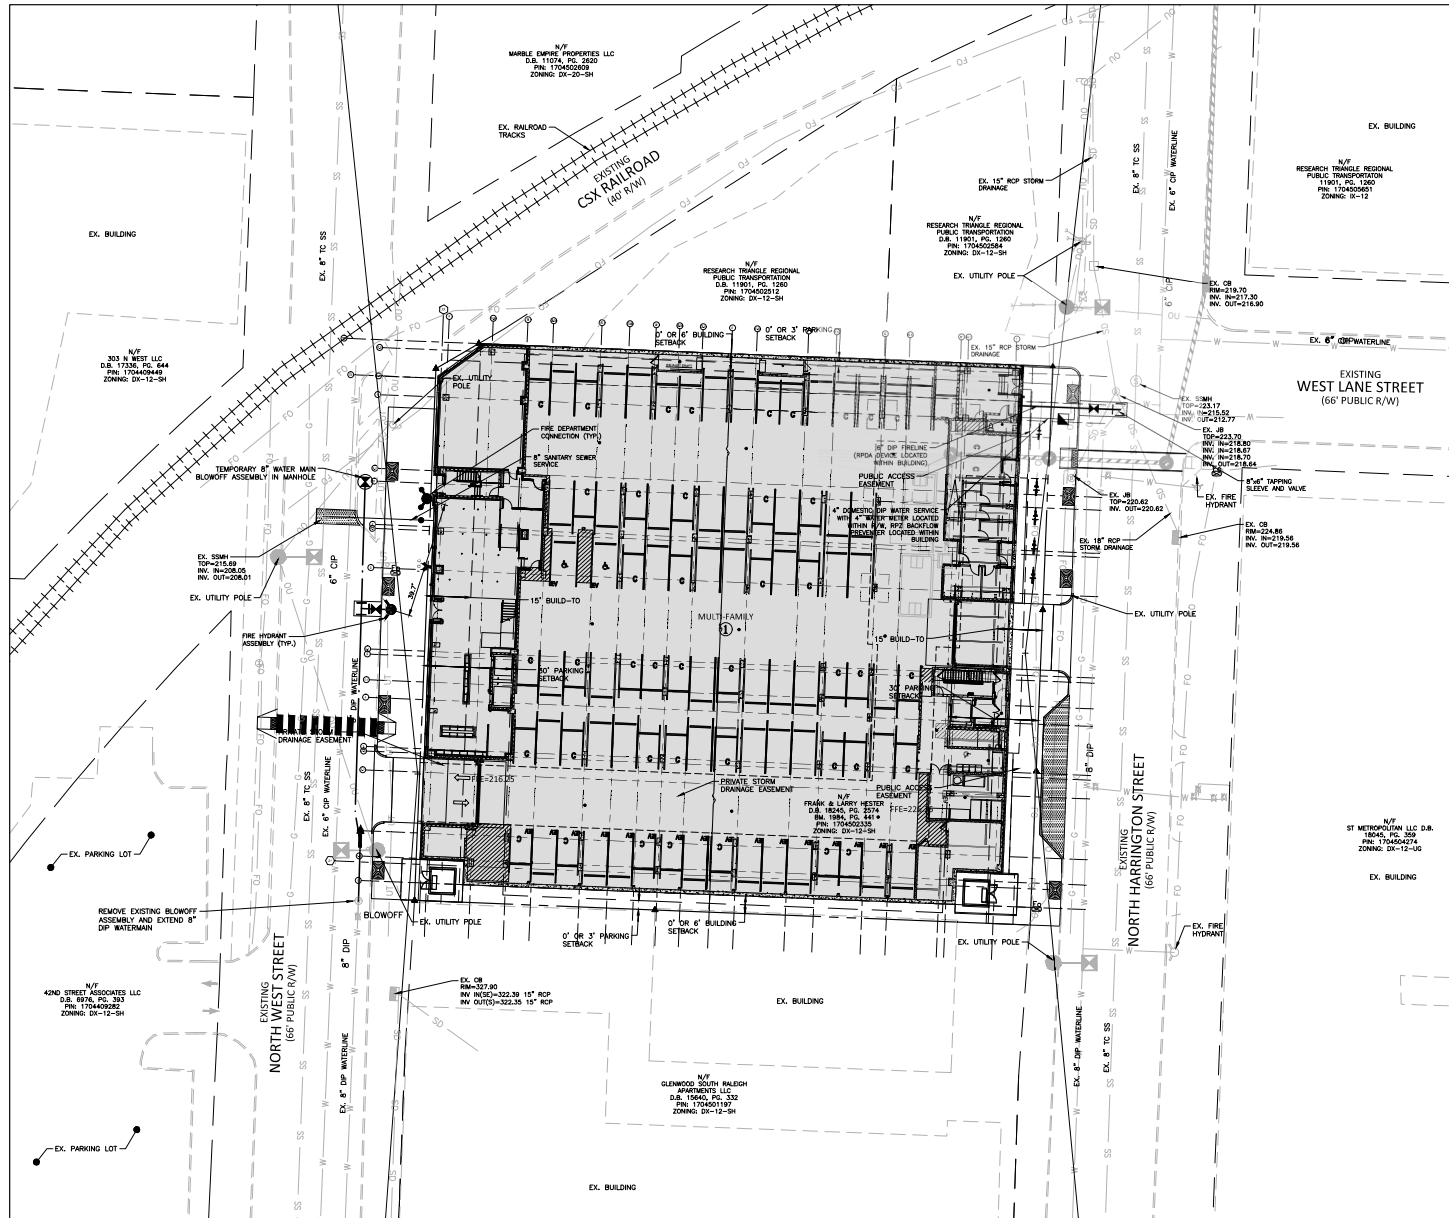 N/F
MARBLE EMPIRE PROPERTIES LLC
D.B. 11074, PG. 2620
PIN: 1704502609
ZONING: DX-20-SH
EX. RAILROAD
TRACKS
EXISTING
CSX RAILROAD
(40' R/W)
EX. BUILDING
N/F
RESEARCH TRIANGLE REGIONAL
PUBLIC TRANSPORTATON
11901, PG. 1260
PIN: 1704505651
ZONING: IX-12
EX. 15" RCP STORM
DRAINAGE
EX. 8" TC SS
EX. 6" CIP WATERLINE
N/F
RESEARCH TRIANGLE REGIONAL
PUBLIC TRANSPORTATION
D.B. 11901, PG. 1260
PIN: 1704502584
ZONING: DX-12-SH
EX. UTILITY POLE
EX. BUILDING
EX. 8" TC SS
N/F
RESEARCH TRIANGLE REGIONAL
PUBLIC TRANSPORTATION
D.B. 11901, PG. 1260
PIN: 1704502512
ZONING: DX-12-SH
EX. CB
RIM=219.70
INV. IN=217.30
INV. OUT=216.90
6" CIP
N/F
303 N WEST LLC
D.B. 17336, PG. 644
PIN: 1704409449
ZONING: DX-12-SH
0' OR 6' BUILDING
SETBACK
0' OR 3' PARKING
SETBACK
EX. 15" RCP STORM
DRAINAGE
EX. 6" CIP WATERLINE
EXISTING
WEST LANE STREET
(66' PUBLIC R/W)
EX. UTILITY
POLE
EX. SSMH
TOP=223.17
INV. IN=215.52
INV. OUT=212.77
EX. JB
TOP=223.70
INV. IN=218.80
INV. IN=218.67
INV. IN=218.70
INV. OUT=218.64
FIRE DEPARTMENT
CONNECTION (TYP.)
8" SANITARY SEWER
SERVICE
6" DIP FIRELINE
(RPDA DEVICE LOCATED
WITHIN BUILDING)
PUBLIC ACCESS
EASEMENT
TEMPORARY 8" WATER MAIN
BLOWOFF ASSEMBLY IN MANHOLE
8"x6" TAPPING
SLEEVE AND VALVE
EX. FIRE
HYDRANT
EX. JB
TOP=220.62
INV. OUT=220.62
4" DOMESTIC DIP WATER SERVICE
WITH 4" WATER METER LOCATED
WITHIN R/W, RPZ BACKFLOW
PREVENTER LOCATED WITHIN
BUILDING
EX. 18" RCP
STORM DRAINAGE
EX. CB
RIM=224.86
INV. IN=219.56
INV. OUT=219.56
EX. SSMH
TOP=215.69
INV. IN=208.05
INV. OUT=208.01
6" CIP
EX. UTILITY POLE
39.7'
15' BUILD-TO
MULTI-FAMILY
1
15' BUILD-TO
EX. UTILITY POLE
FIRE HYDRANT
ASSEMBLY (TYP.)
DIP WATERLINE
30' PARKING
SETBACK
30' PARKING
SETBACK
DRAINAGE EASEMENT
8" DIP
FFE=216.25
PRIVATE STORM
DRAINAGE EASEMENT
PUBLIC ACCESS
EASEMENT
N/F
FRANK & LARRY HESTER
D.B. 18245, PG. 2574
BM. 1984, PG. 441
PIN: 1704502335
ZONING: DX-12-SH
EX. 8" TC SS
EX. 6" CIP WATERLINE
EXISTING
NORTH HARRINGTON STREET
(66' PUBLIC R/W)
N/F
ST METROPOLITAN LLC D.B.
18045, PG. 359
PIN: 1704504274
ZONING: DX-12-UG
EX. BUILDING
EX. PARKING LOT
REMOVE EXISTING BLOWOFF
ASSEMBLY AND EXTEND 8"
DIP WATERMAIN
BLOWOFF
EX. UTILITY POLE
0' OR 3' PARKING
SETBACK
0' OR 6' BUILDING
SETBACK
EX. UTILITY POLE
EX. FIRE
HYDRANT
8" DIP
EXISTING
NORTH WEST STREET
(66' PUBLIC R/W)
N/F
42ND STREET ASSOCIATES LLC
D.B. 6976, PG. 393
PIN: 1704409282
ZONING: DX-12-SH
EX. CB
RIM=327.90
INV IN(SE)=322.39 15" RCP
INV OUT(S)=322.35 15" RCP
EX. BUILDING
EX. 8" DIP WATERLINE
EX. 8" DIP WATERLINE
EX. 8" TC SS
N/F
GLENWOOD SOUTH RALEIGH
APARTMENTS LLC
D.B. 15640, PG. 332
PIN: 1704501197
ZONING: DX-12-SH
EX. PARKING LOT
EX. BUILDING